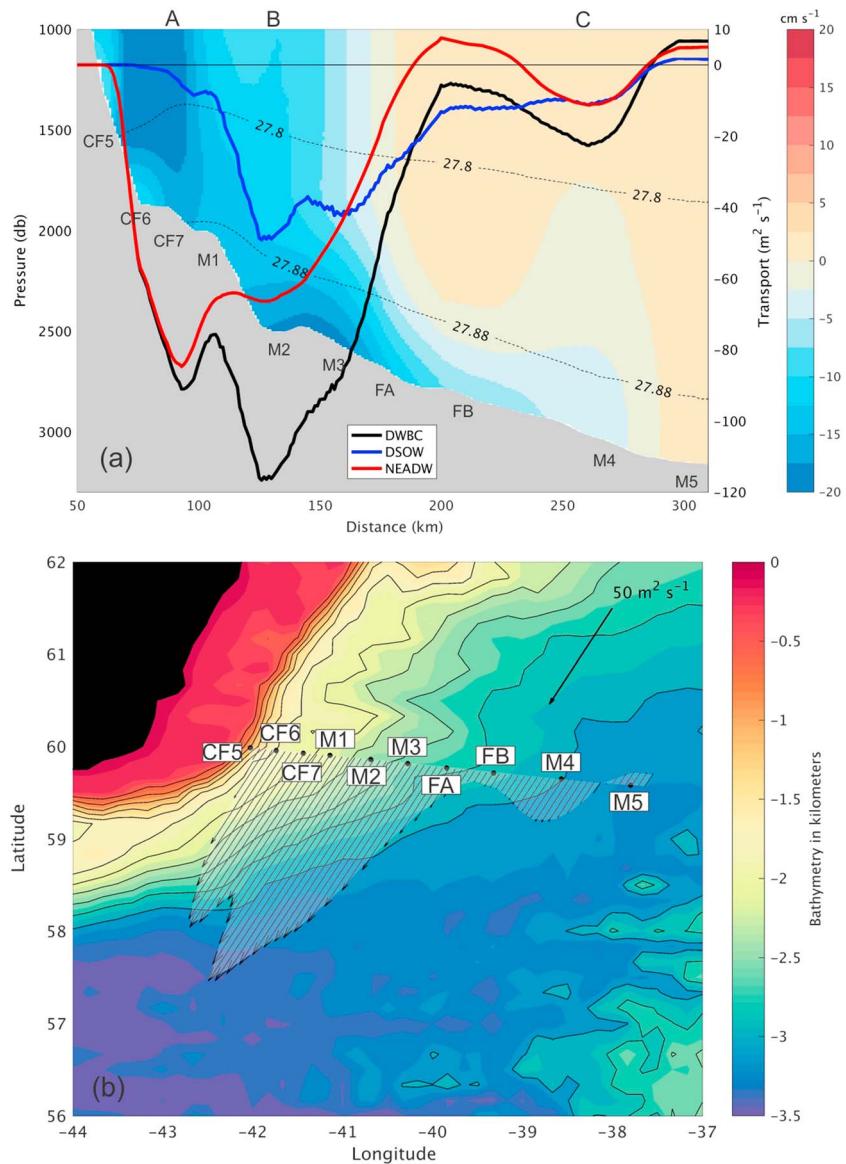 A B C
cm s⁻¹
Pressure (db)
1000
1500
2000
2500
3000
50 100 150 200 250 300
Distance (km)
10
0
-20
-40
-60
-80
-100
-120
Transport (m² s⁻¹)
20
15
10
5
0
-5
-10
-15
-20
27.8
27.8
27.8
27.88
27.88
27.88
CF5
CF6
CF7
M1
M2
M3
FA
FB
M4
M5
DWBC
DSOW
NEADW
(a)
62
61
60
59
58
57
56
Latitude
50 m² s⁻¹
CF5
CF6
CF7
M1
M2
M3
FA
FB
M4
M5
(b)
-44 -43 -42 -41 -40 -39 -38 -37
Longitude
0
-0.5
-1
-1.5
-2
-2.5
-3
-3.5
Bathymetry in kilometers